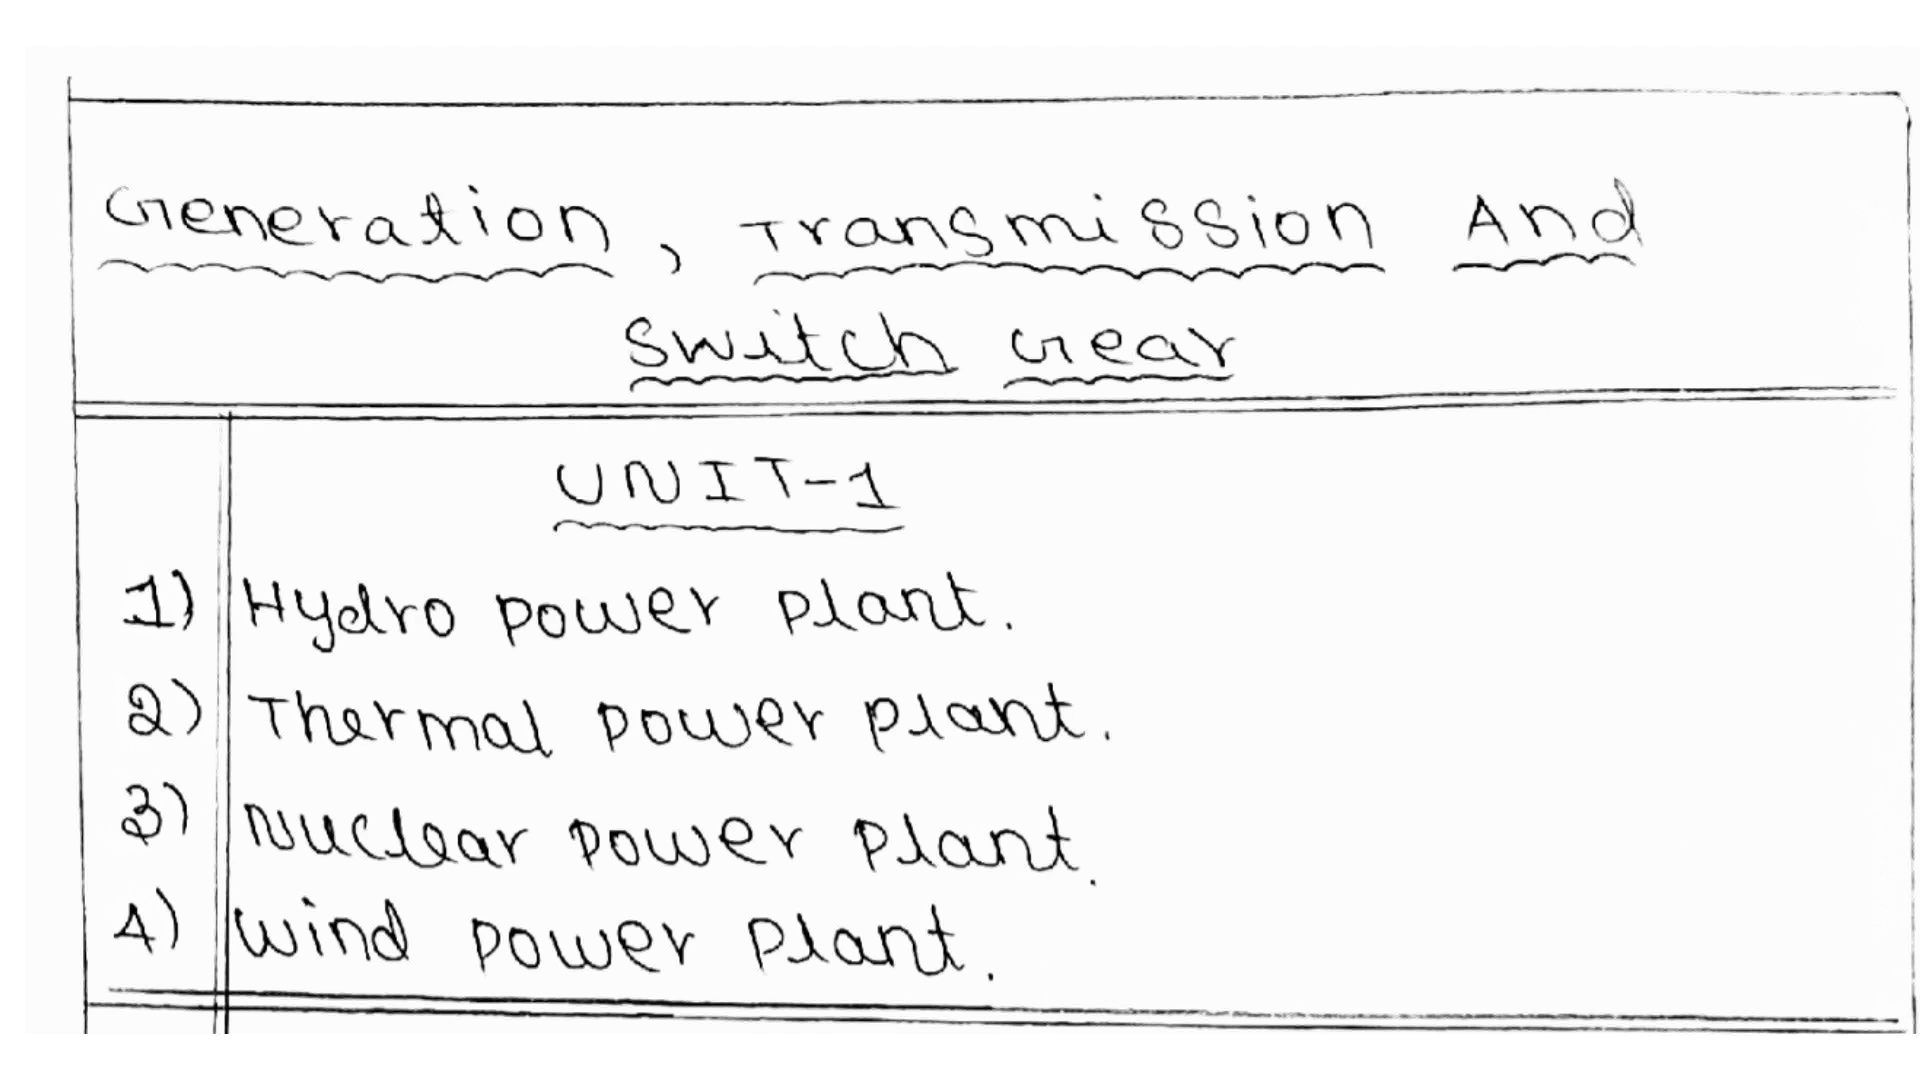 Generation, Transmission And
Switch Gear
UNIT-1
1) Hydro power plant.
2) Thermal power plant.
3) Nuclear power plant.
4) Wind power plant.